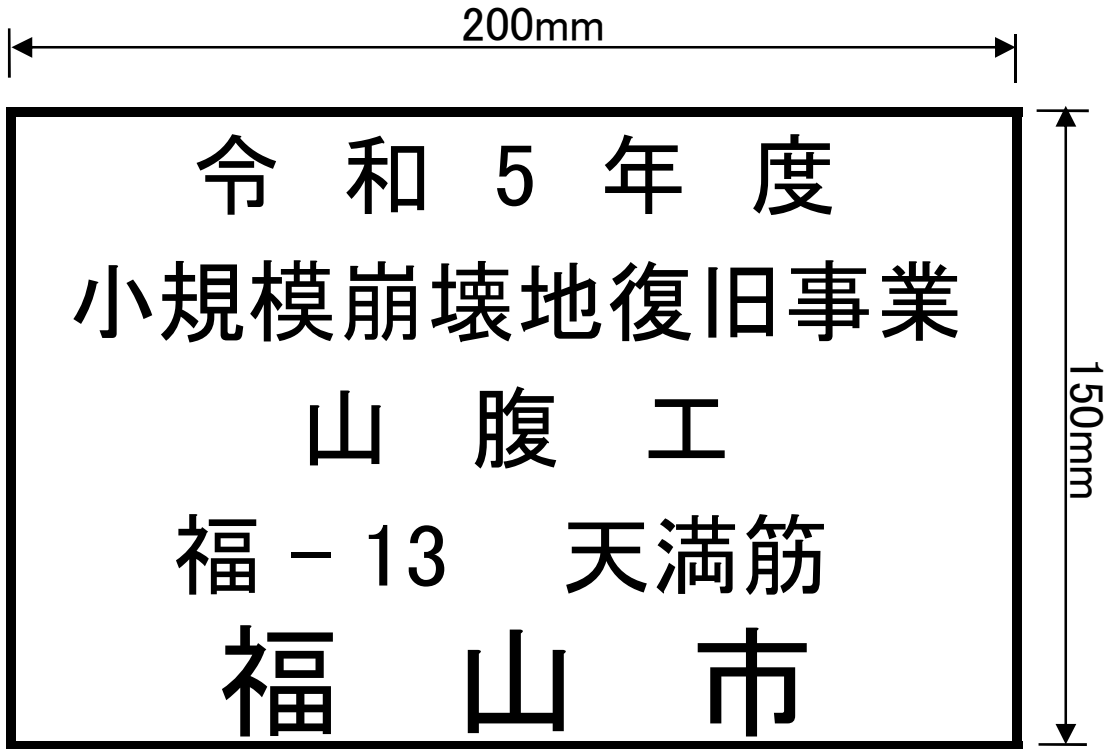 200mm
令和5年度
小規模崩壊地復旧事業
山腹工
福－13　天満筋
福山市
150mm